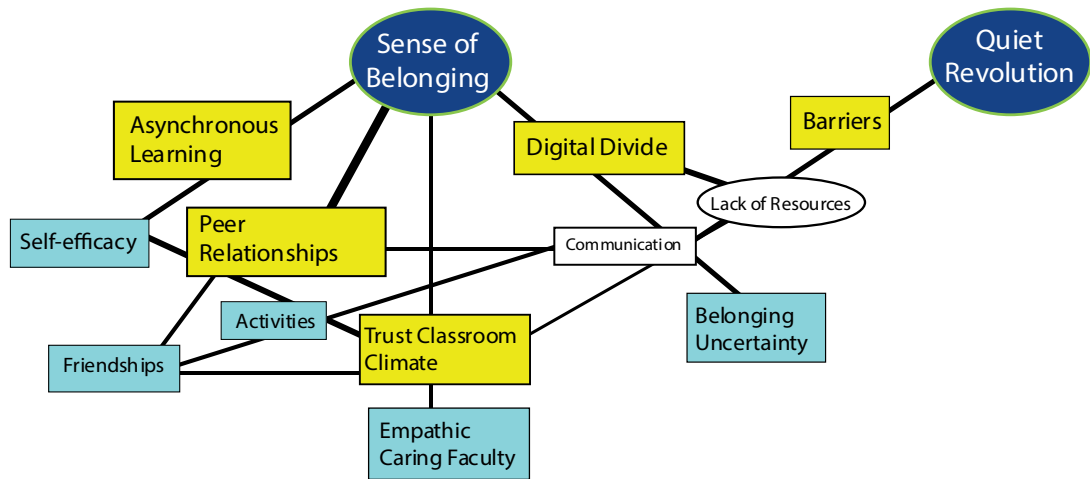 Sense of
Belonging
Quiet
Revolution
Asynchronous
Learning
Digital Divide
Barriers
Lack of Resources
Self-efficacy
Peer
Relationships
Communication
Activities
Trust Classroom
Climate
Belonging
Uncertainty
Friendships
Empathic
Caring Faculty